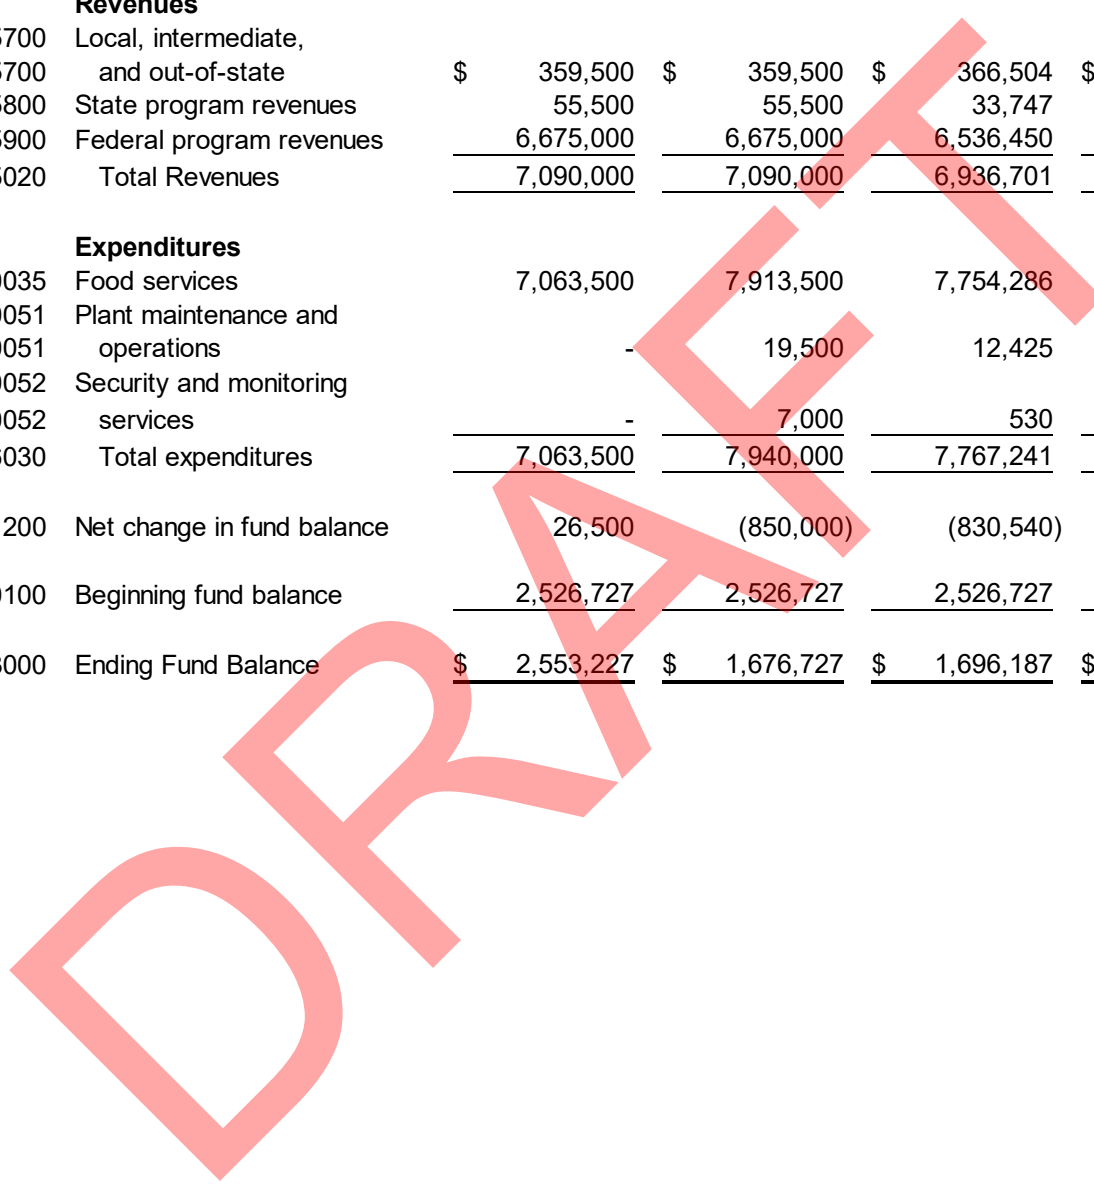 Revenues
5700 Local, intermediate,
5700 and out-of-state $ 359,500 $ 359,500 $ 366,504 $
5800 State program revenues 55,500 55,500 33,747
5900 Federal program revenues 6,675,000 6,675,000 6,536,450
5020 Total Revenues 7,090,000 7,090,000 6,936,701
Expenditures
0035 Food services 7,063,500 7,913,500 7,754,286
0051 Plant maintenance and
0051 operations - 19,500 12,425
0052 Security and monitoring
0052 services - 7,000 530
6030 Total expenditures 7,063,500 7,940,000 7,767,241
1200 Net change in fund balance 26,500 (850,000) (830,540)
0100 Beginning fund balance 2,526,727 2,526,727 2,526,727
3000 Ending Fund Balance $ 2,553,227 $ 1,676,727 $ 1,696,187 $
DRAFT